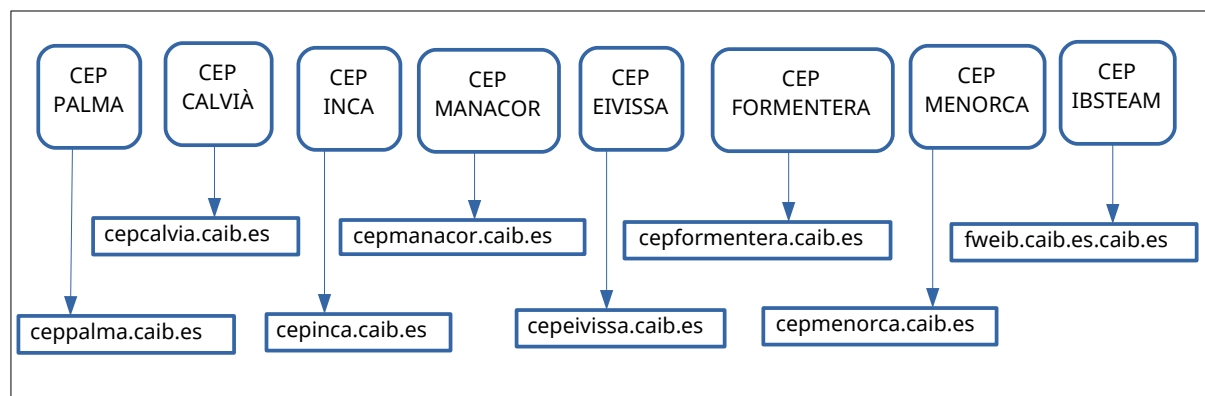 CEP
PALMA
CEP
CALVIÀ
CEP
INCA
CEP
MANACOR
CEP
EIVISSA
CEP
FORMENTERA
CEP
MENORCA
CEP
IBSTEAM
cepcalvia.caib.es
cepmanacor.caib.es
cepformentera.caib.es
fweib.caib.es.caib.es
ceppalma.caib.es
cepinca.caib.es
cepeivissa.caib.es
cepmenorca.caib.es